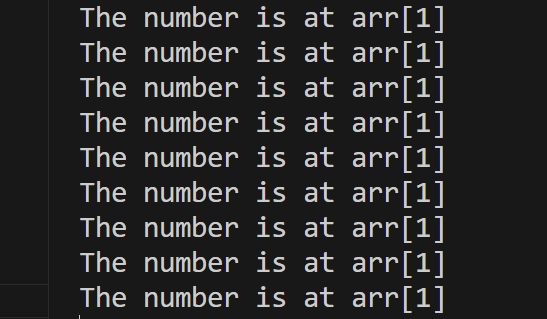 The number is at arr[1]
The number is at arr[1]
The number is at arr[1]
The number is at arr[1]
The number is at arr[1]
The number is at arr[1]
The number is at arr[1]
The number is at arr[1]
The number is at arr[1]